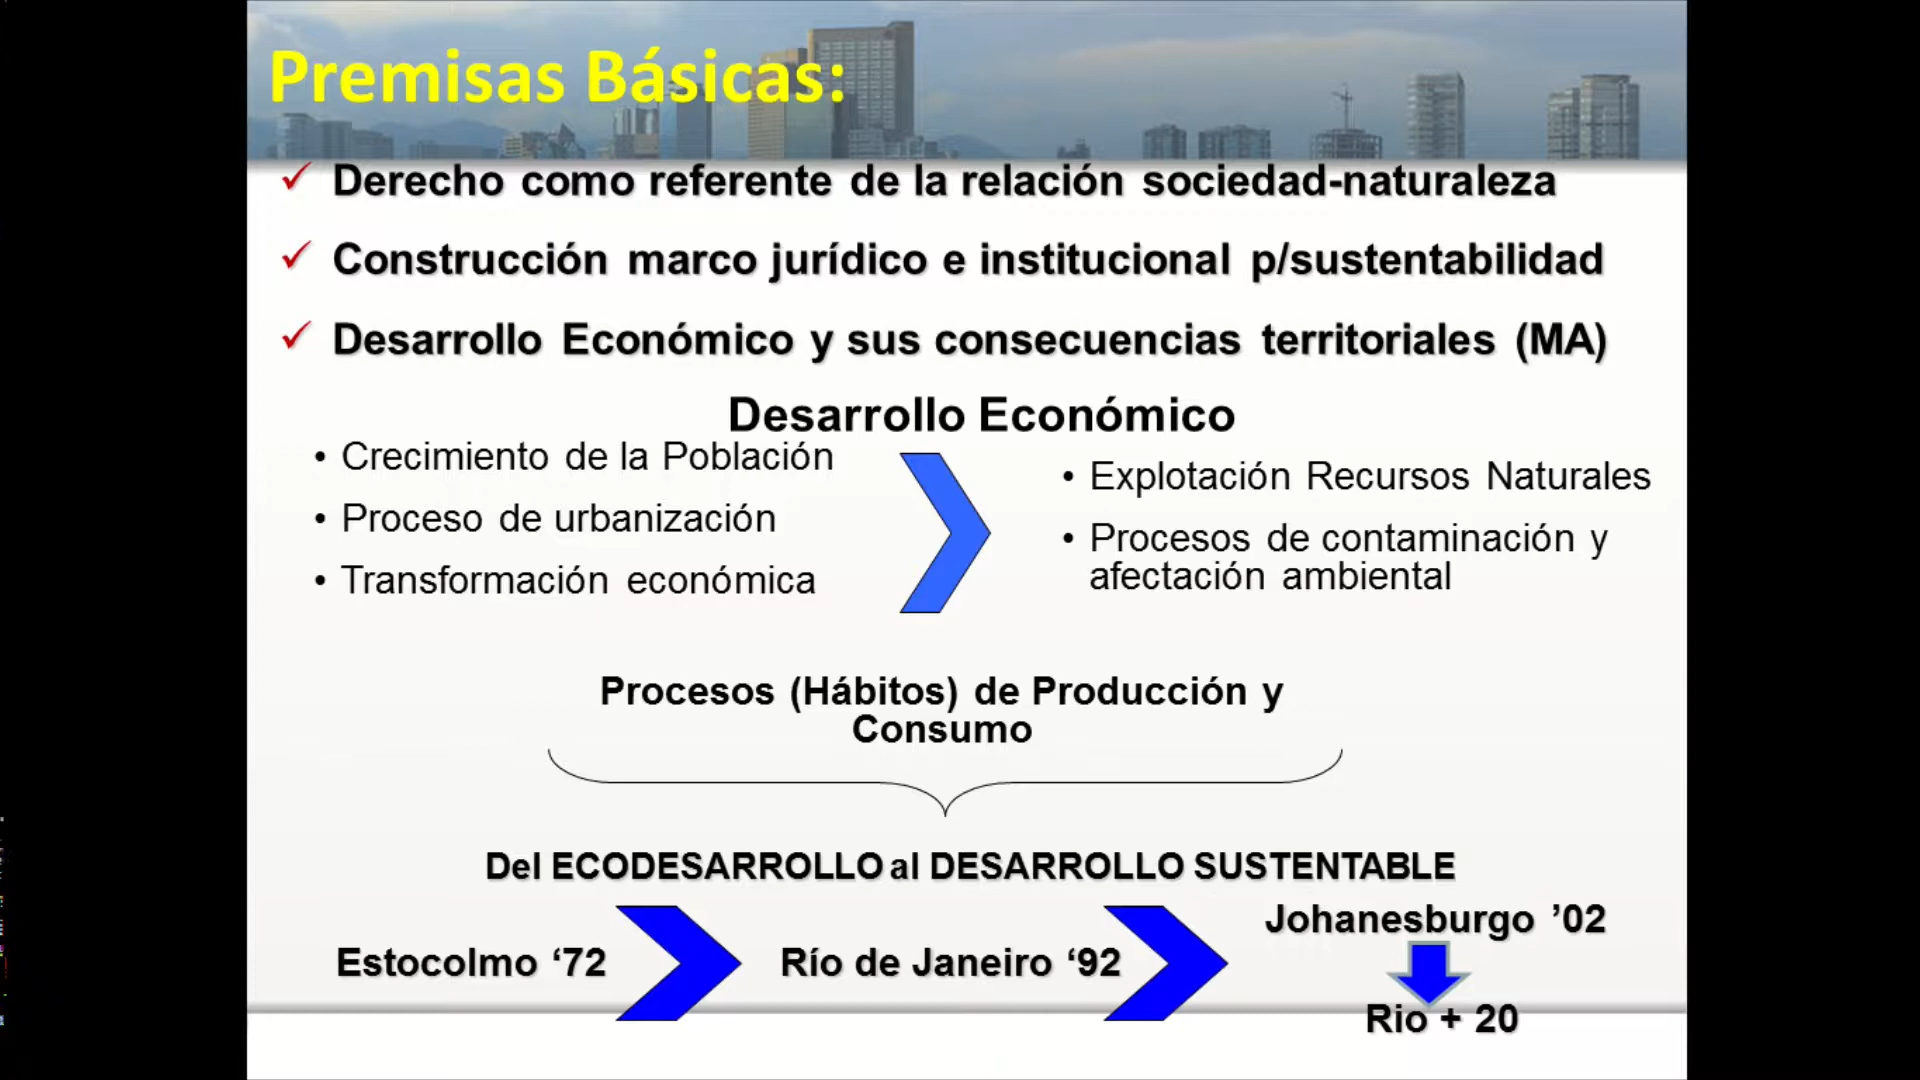 Premisas Básicas:
✓ Derecho como referente de la relación sociedad-naturaleza
✓ Construcción marco jurídico e institucional p/sustentabilidad
✓ Desarrollo Económico y sus consecuencias territoriales (MA)
Desarrollo Económico
• Crecimiento de la Población
• Proceso de urbanización
• Transformación económica
• Explotación Recursos Naturales
• Procesos de contaminación y
afectación ambiental
Procesos (Hábitos) de Producción y
Consumo
Del ECODESARROLLO al DESARROLLO SUSTENTABLE
Estocolmo ‘72
Río de Janeiro ‘92
Johanesburgo ’02
Rio + 20